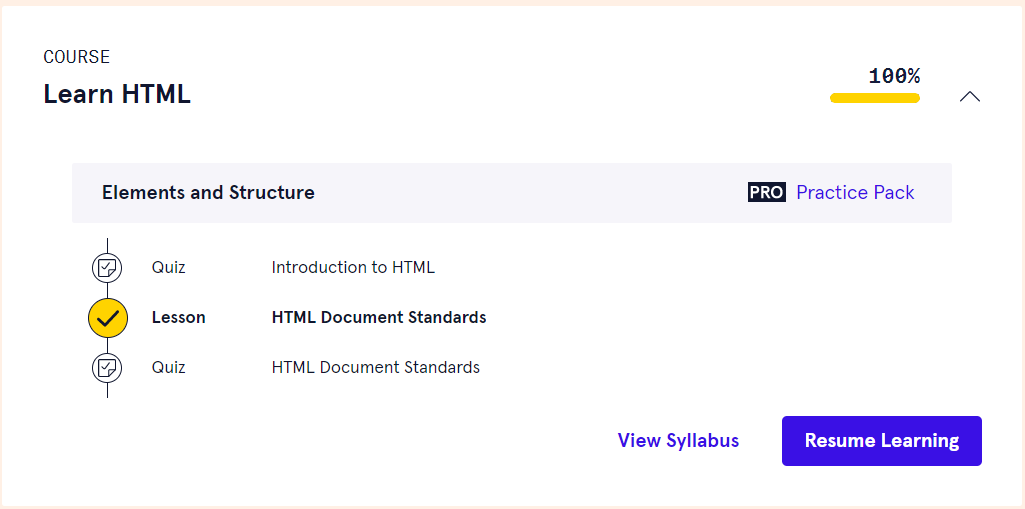 COURSE
Learn HTML
100%
Elements and Structure
PRO Practice Pack
Quiz Introduction to HTML
Lesson HTML Document Standards
Quiz HTML Document Standards
View Syllabus
Resume Learning